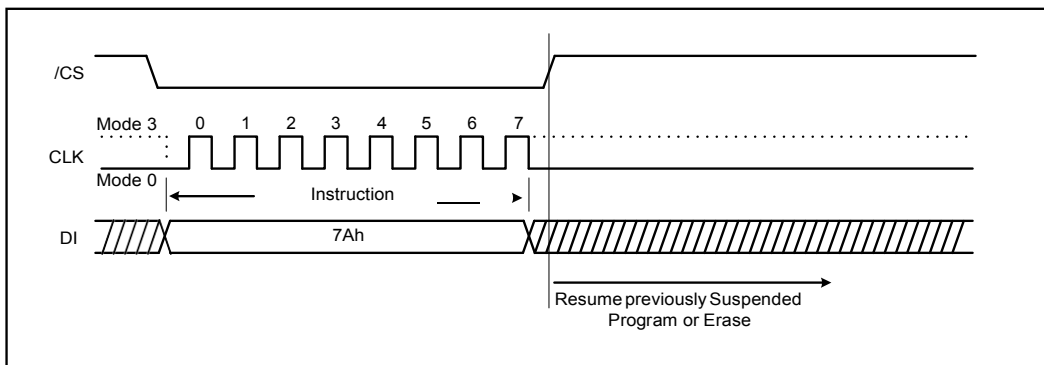 /CS
Mode 3 0 1 2 3 4 5 6 7
CLK
Mode 0
Instruction
DI 7Ah
Resume previously Suspended
Program or Erase